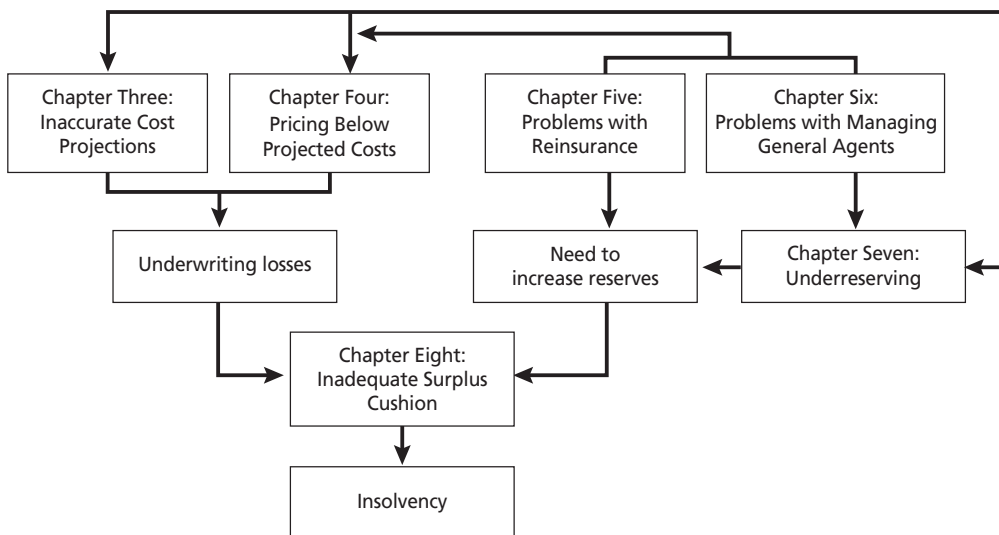 Chapter Three:
Inaccurate Cost
Projections
Chapter Four:
Pricing Below
Projected Costs
Chapter Five:
Problems with
Reinsurance
Chapter Six:
Problems with Managing
General Agents
Underwriting losses
Need to
increase reserves
Chapter Seven:
Underreserving
Chapter Eight:
Inadequate Surplus
Cushion
Insolvency